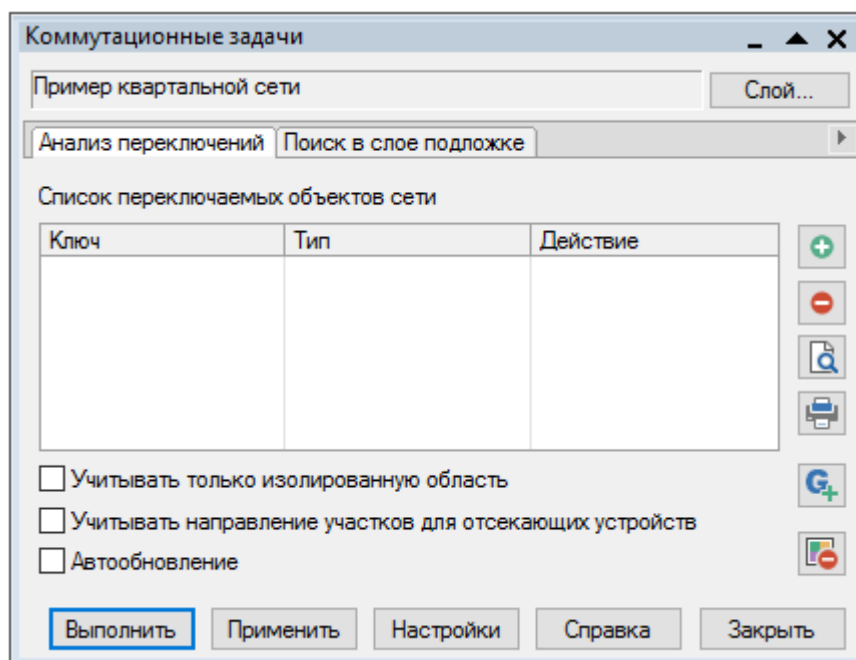 Коммутационные задачи
Пример квартальной сети
Слой...
Анализ переключений Поиск в слое подложке
Список переключаемых объектов сети
Ключ Тип Действие
Учитывать только изолированную область
Учитывать направление участков для отсекающих устройств
Автообновление
Выполнить Применить Настройки Справка Закрыть